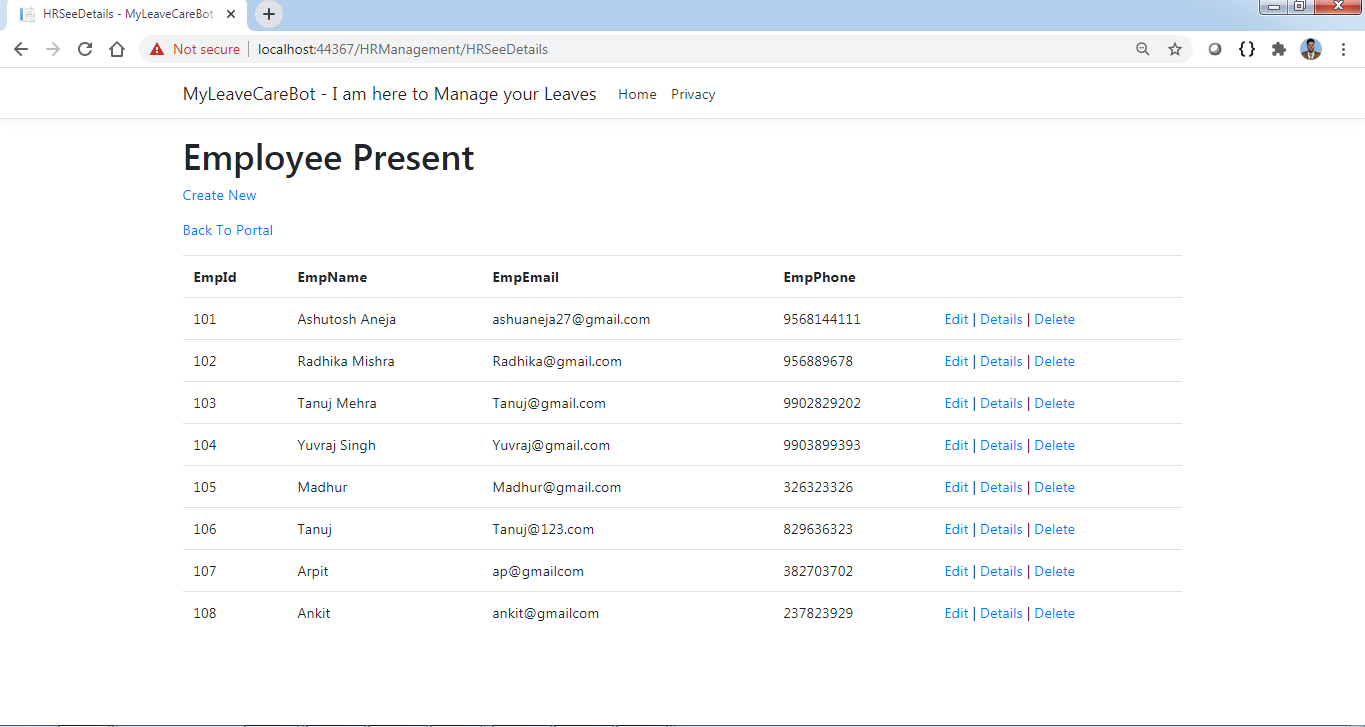 HRSeeDetails - MyLeaveCareBot
Not secure | localhost:44367/HRManagement/HRSeeDetails
MyLeaveCareBot - I am here to Manage your Leaves Home Privacy
Employee Present
Create New
Back To Portal
EmpId EmpName EmpEmail EmpPhone
101 Ashutosh Aneja ashuaneja27@gmail.com 9568144111 Edit | Details | Delete
102 Radhika Mishra Radhika@gmail.com 956889678 Edit | Details | Delete
103 Tanuj Mehra Tanuj@gmail.com 9902829202 Edit | Details | Delete
104 Yuvraj Singh Yuvraj@gmail.com 9903899393 Edit | Details | Delete
105 Madhur Madhur@gmail.com 326323326 Edit | Details | Delete
106 Tanuj Tanuj@123.com 829636323 Edit | Details | Delete
107 Arpit ap@gmailcom 382703702 Edit | Details | Delete
108 Ankit ankit@gmailcom 237823929 Edit | Details | Delete